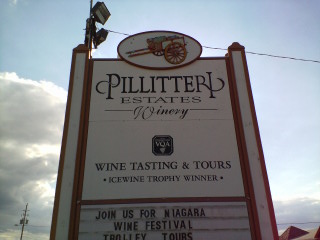 PILLITTERI
ESTATES
Winery
VQA
WINE TASTING & TOURS
• ICEWINE TROPHY WINNER •
JOIN US FOR NIAGARA
WINE FESTIVAL
TROLLEY TOURS